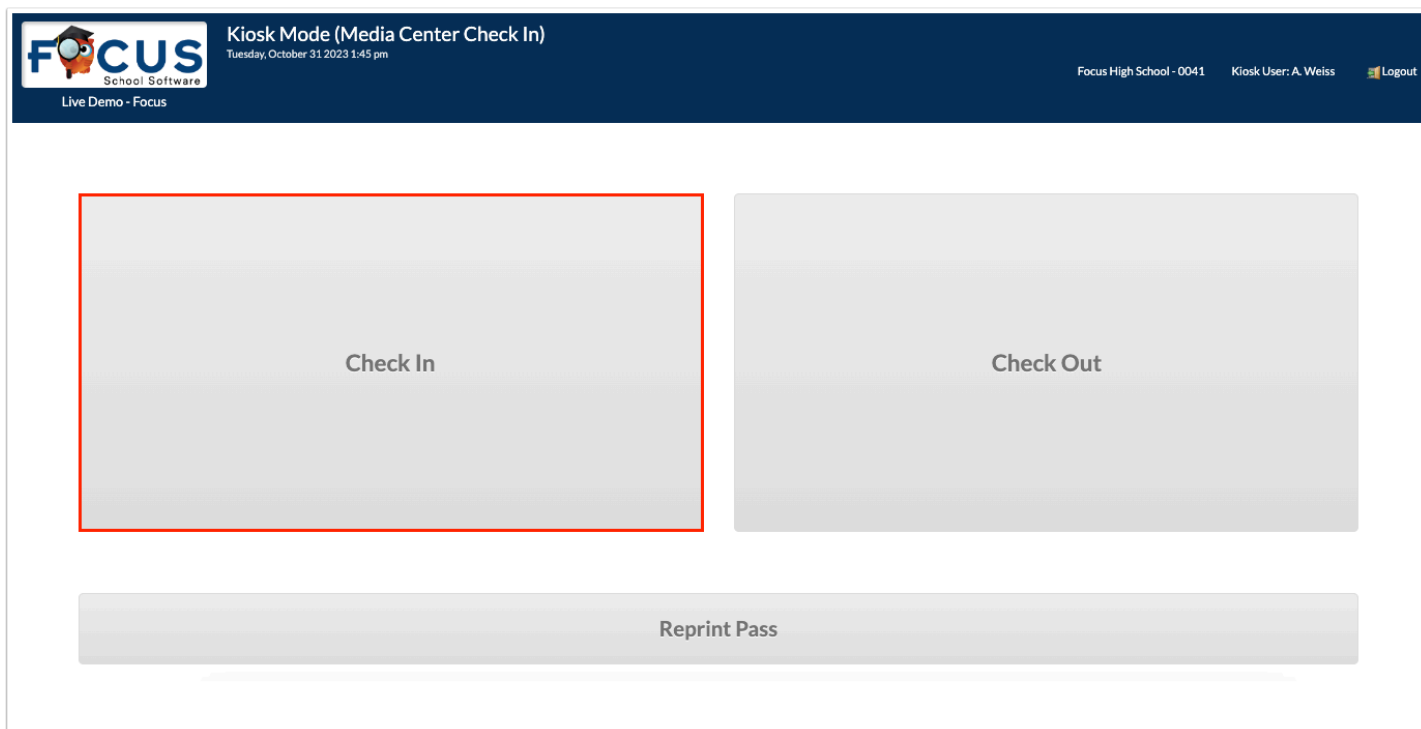 FOCUS
School Software
Live Demo - Focus
Kiosk Mode (Media Center Check In)
Tuesday, October 31 2023 1:45 pm
Focus High School - 0041
Kiosk User: A. Weiss
Logout
Check In
Check Out
Reprint Pass